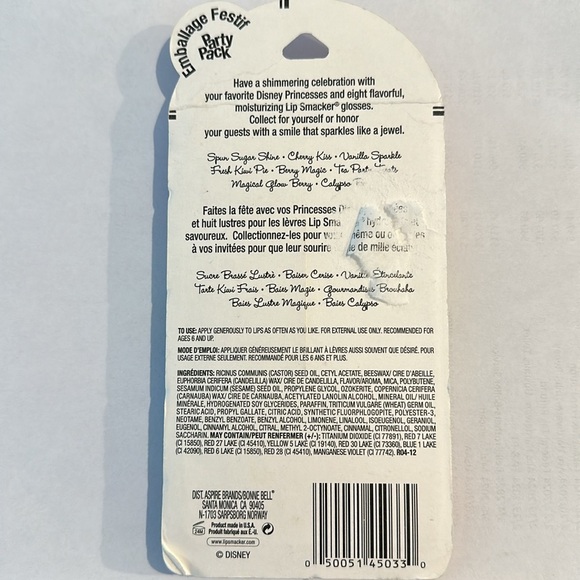 Emballage Festif
Party
Pack
Have a shimmering celebration with
your favorite Disney Princesses and eight flavorful,
moisturizing Lip Smacker® glosses.
Collect for yourself or honor
your guests with a smile that sparkles like a jewel.
Spun Sugar Shine • Cherry Kiss • Vanilla Sparkle
Fresh Kiwi Pie • Berry Magic • Tea Party
Magical Glow Berry • Calypso
Faites la fête avec vos Princesses
et huit lustres pour les lèvres Lip
savoureux. Collectionnez-les pour
à vos invitées pour que leur sourire de mille
Sucre Brassé Lustré • Baiser Cerise • Vanille Étincelante
Tarte Kiwi Frais • Baies Magie • Gourmandises Brouhaha
Baies Lustre Magique • Baies Calypso
TO USE: APPLY GENEROUSLY TO LIPS AS OFTEN AS YOU LIKE. FOR EXTERNAL USE ONLY. RECOMMENDED FOR
AGES 6 AND UP.
MODE D'EMPLOI: APPLIQUER GÉNÉREUSEMENT LE BRILLANT À LÈVRES AUSSI SOUVENT QUE DÉSIRÉ. POUR
USAGE EXTERNE SEULEMENT. RECOMMANDÉ POUR LES 6 ANS ET PLUS.
INGRÉDIENTS: RICINUS COMMUNIS (CASTOR) SEED OIL, CETYL ACETATE, BEESWAX/ CIRE D'ABEILLE,
EUPHORBIA CERIFERA (CANDELILLA) WAX/ CIRE DE CANDELILLA, FLAVOR/AROMA, MICA, POLYBUTENE,
SESAMUM INDICUM (SESAME) SEED OIL, PROPYLENE GLYCOL, OZOKERITE, COPERNICIA CERIFERA
(CARNAUBA) WAX/ CIRE DE CARNAUBA, ACETYLATED LANOLIN ALCOHOL, MINERAL OIL/ HUILE
MINÉRALE, HYDROGENATED SOY GLYCERIDES, PARAFFIN, TRITICUM VULGARE (WHEAT) GERM OIL,
STEARIC ACID, PROPYL GALLATE, CITRIC ACID, SYNTHETIC FLUORPHLOGOPITE, POLYESTER-3,
NEOTAME, BENZYL BENZOATE, BENZYL ALCOHOL, LIMONENE, LINALOOL, ISOEUGENOL, GERANIOL,
EUGENOL, CINNAMYL ALCOHOL, CITRAL, METHYL 2-OCTYNOATE, CINNAMAL, CITRONELLOL, SODIUM
SACCHARIN. MAY CONTAIN/PEUT RENFERMER (+/-): TITANIUM DIOXIDE (CI 77891), RED 7 LAKE
(CI 15850), RED 27 LAKE (CI 45410), YELLOW 5 LAKE (CI 19140), RED 30 LAKE (CI 73360), BLUE 1 LAKE
(CI 42090), RED 6 LAKE (CI 15850), RED 28 (CI 45410), MANGANESE VIOLET (CI 77742). R04-12
DIST. ASPIRE BRANDS/BONNE BELL®
SANTA MONICA CA 90405
N-1703 SARPSBORG NORWAY
24M
Product made in U.S.A.
Produit fabriqué aux É.-U.
www.lipsmacker.com
© DISNEY
0 50051 45033 0